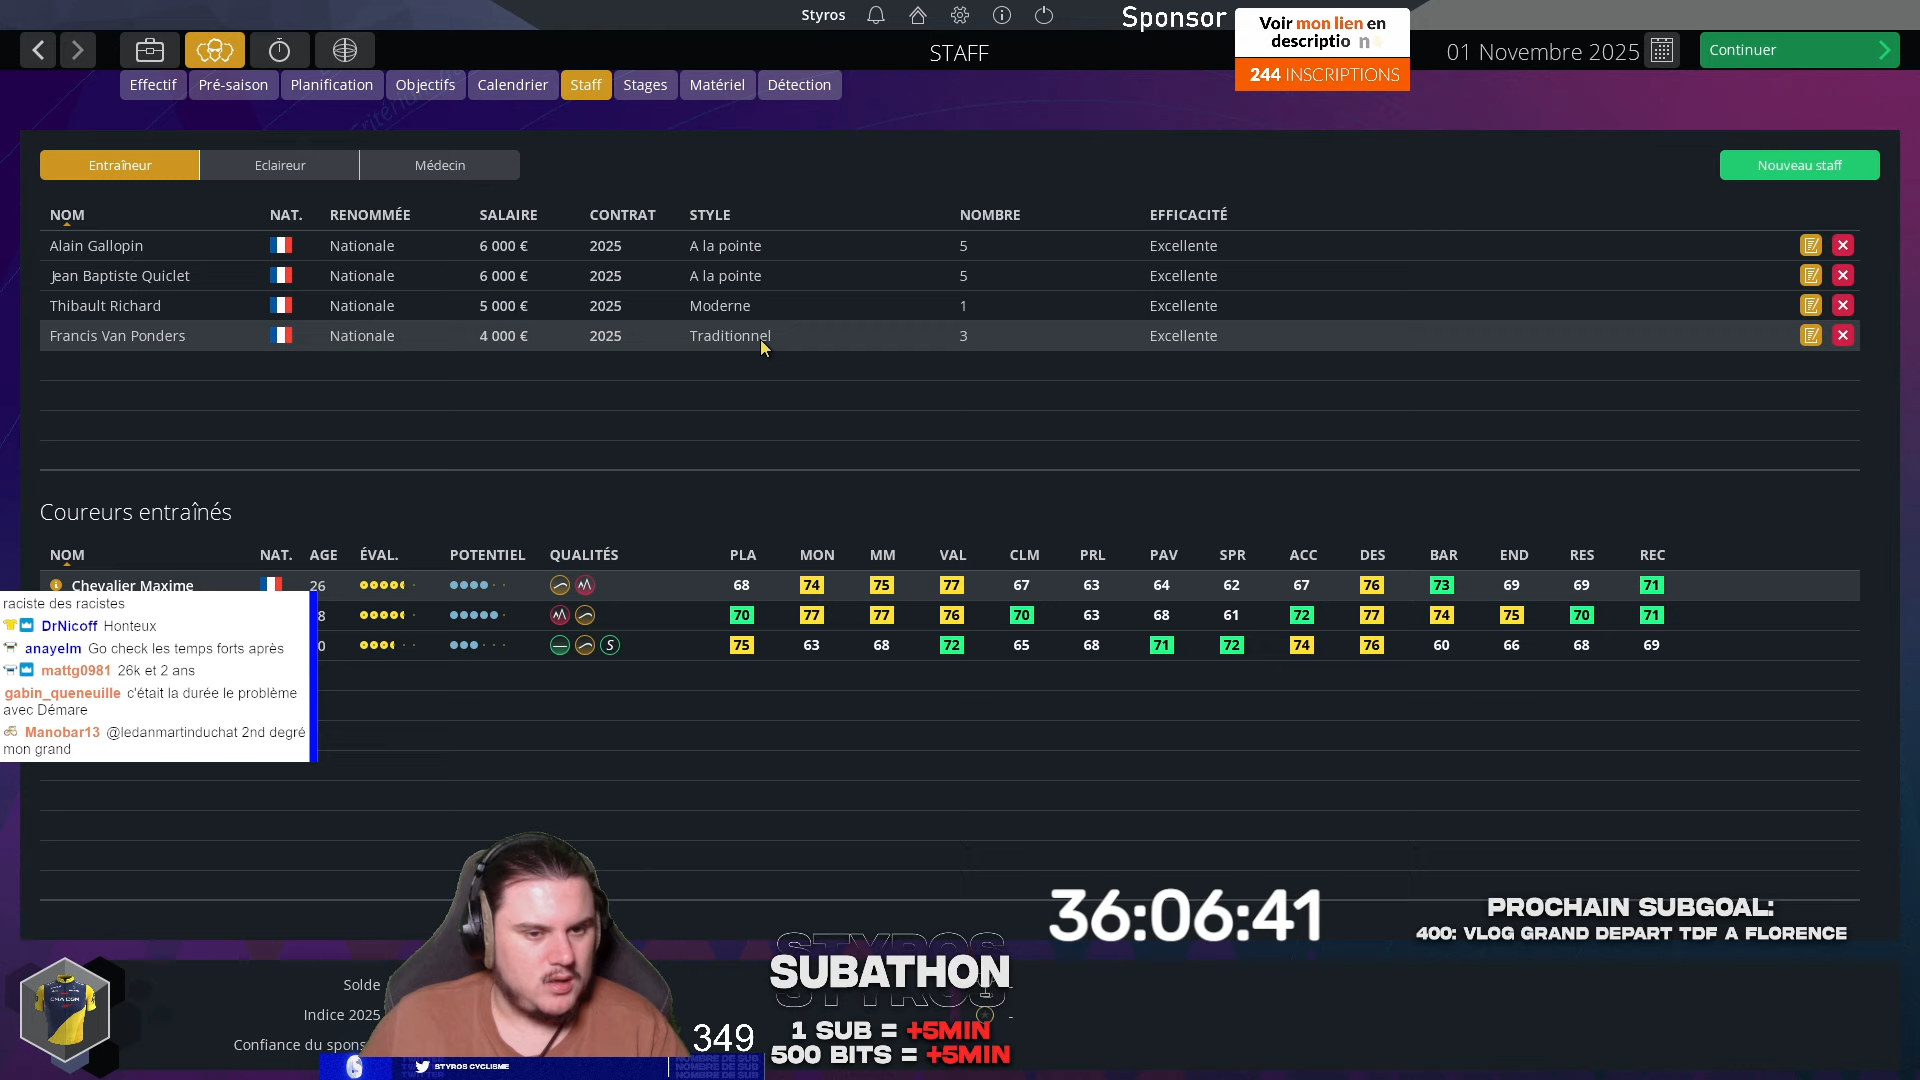 Styros
Sponsor
Voir mon lien en
descriptio n
244 INSCRIPTIONS
STAFF
01 Novembre 2025
Continuer
Effectif Pré-saison Planification Objectifs Calendrier Staff Stages Matériel Détection
Entraîneur Eclaireur Médecin
Nouveau staff
NOM NAT. RENOMMÉE SALAIRE CONTRAT STYLE NOMBRE EFFICACITÉ
Alain Gallopin Nationale 6 000 € 2025 A la pointe 5 Excellente
Jean Baptiste Quiclet Nationale 6 000 € 2025 A la pointe 5 Excellente
Thibault Richard Nationale 5 000 € 2025 Moderne 1 Excellente
Francis Van Ponders Nationale 4 000 € 2025 Traditionnel 3 Excellente
Coureurs entraînés
NOM NAT. AGE ÉVAL. POTENTIEL QUALITÉS PLA MON MM VAL CLM PRL PAV SPR ACC DES BAR END RES REC
Chevalier Maxime 26 68 74 75 77 67 63 64 62 67 76 73 69 69 71
8 70 77 77 76 70 63 68 61 72 77 74 75 70 71
0 S 75 63 68 72 65 68 71 72 74 76 60 66 68 69
raciste des racistes
DrNicoff Honteux
anayelm Go check les temps forts après
mattg0981 26k et 2 ans
gabin_queneuille c'était la durée le problème
avec Démare
Manobar13 @ledanmartinduchat 2nd degré
mon grand
36:06:41
PROCHAIN SUBGOAL:
400: VLOG GRAND DEPART TDF A FLORENCE
STYROS
SUBATHON
STYROS
1 SUB = +5MIN
500 BITS = +5MIN
CMA CGM
Solde
Indice 2025
Confiance du spons
349
STYROS CYCLISME
NOMBRE DE SUB